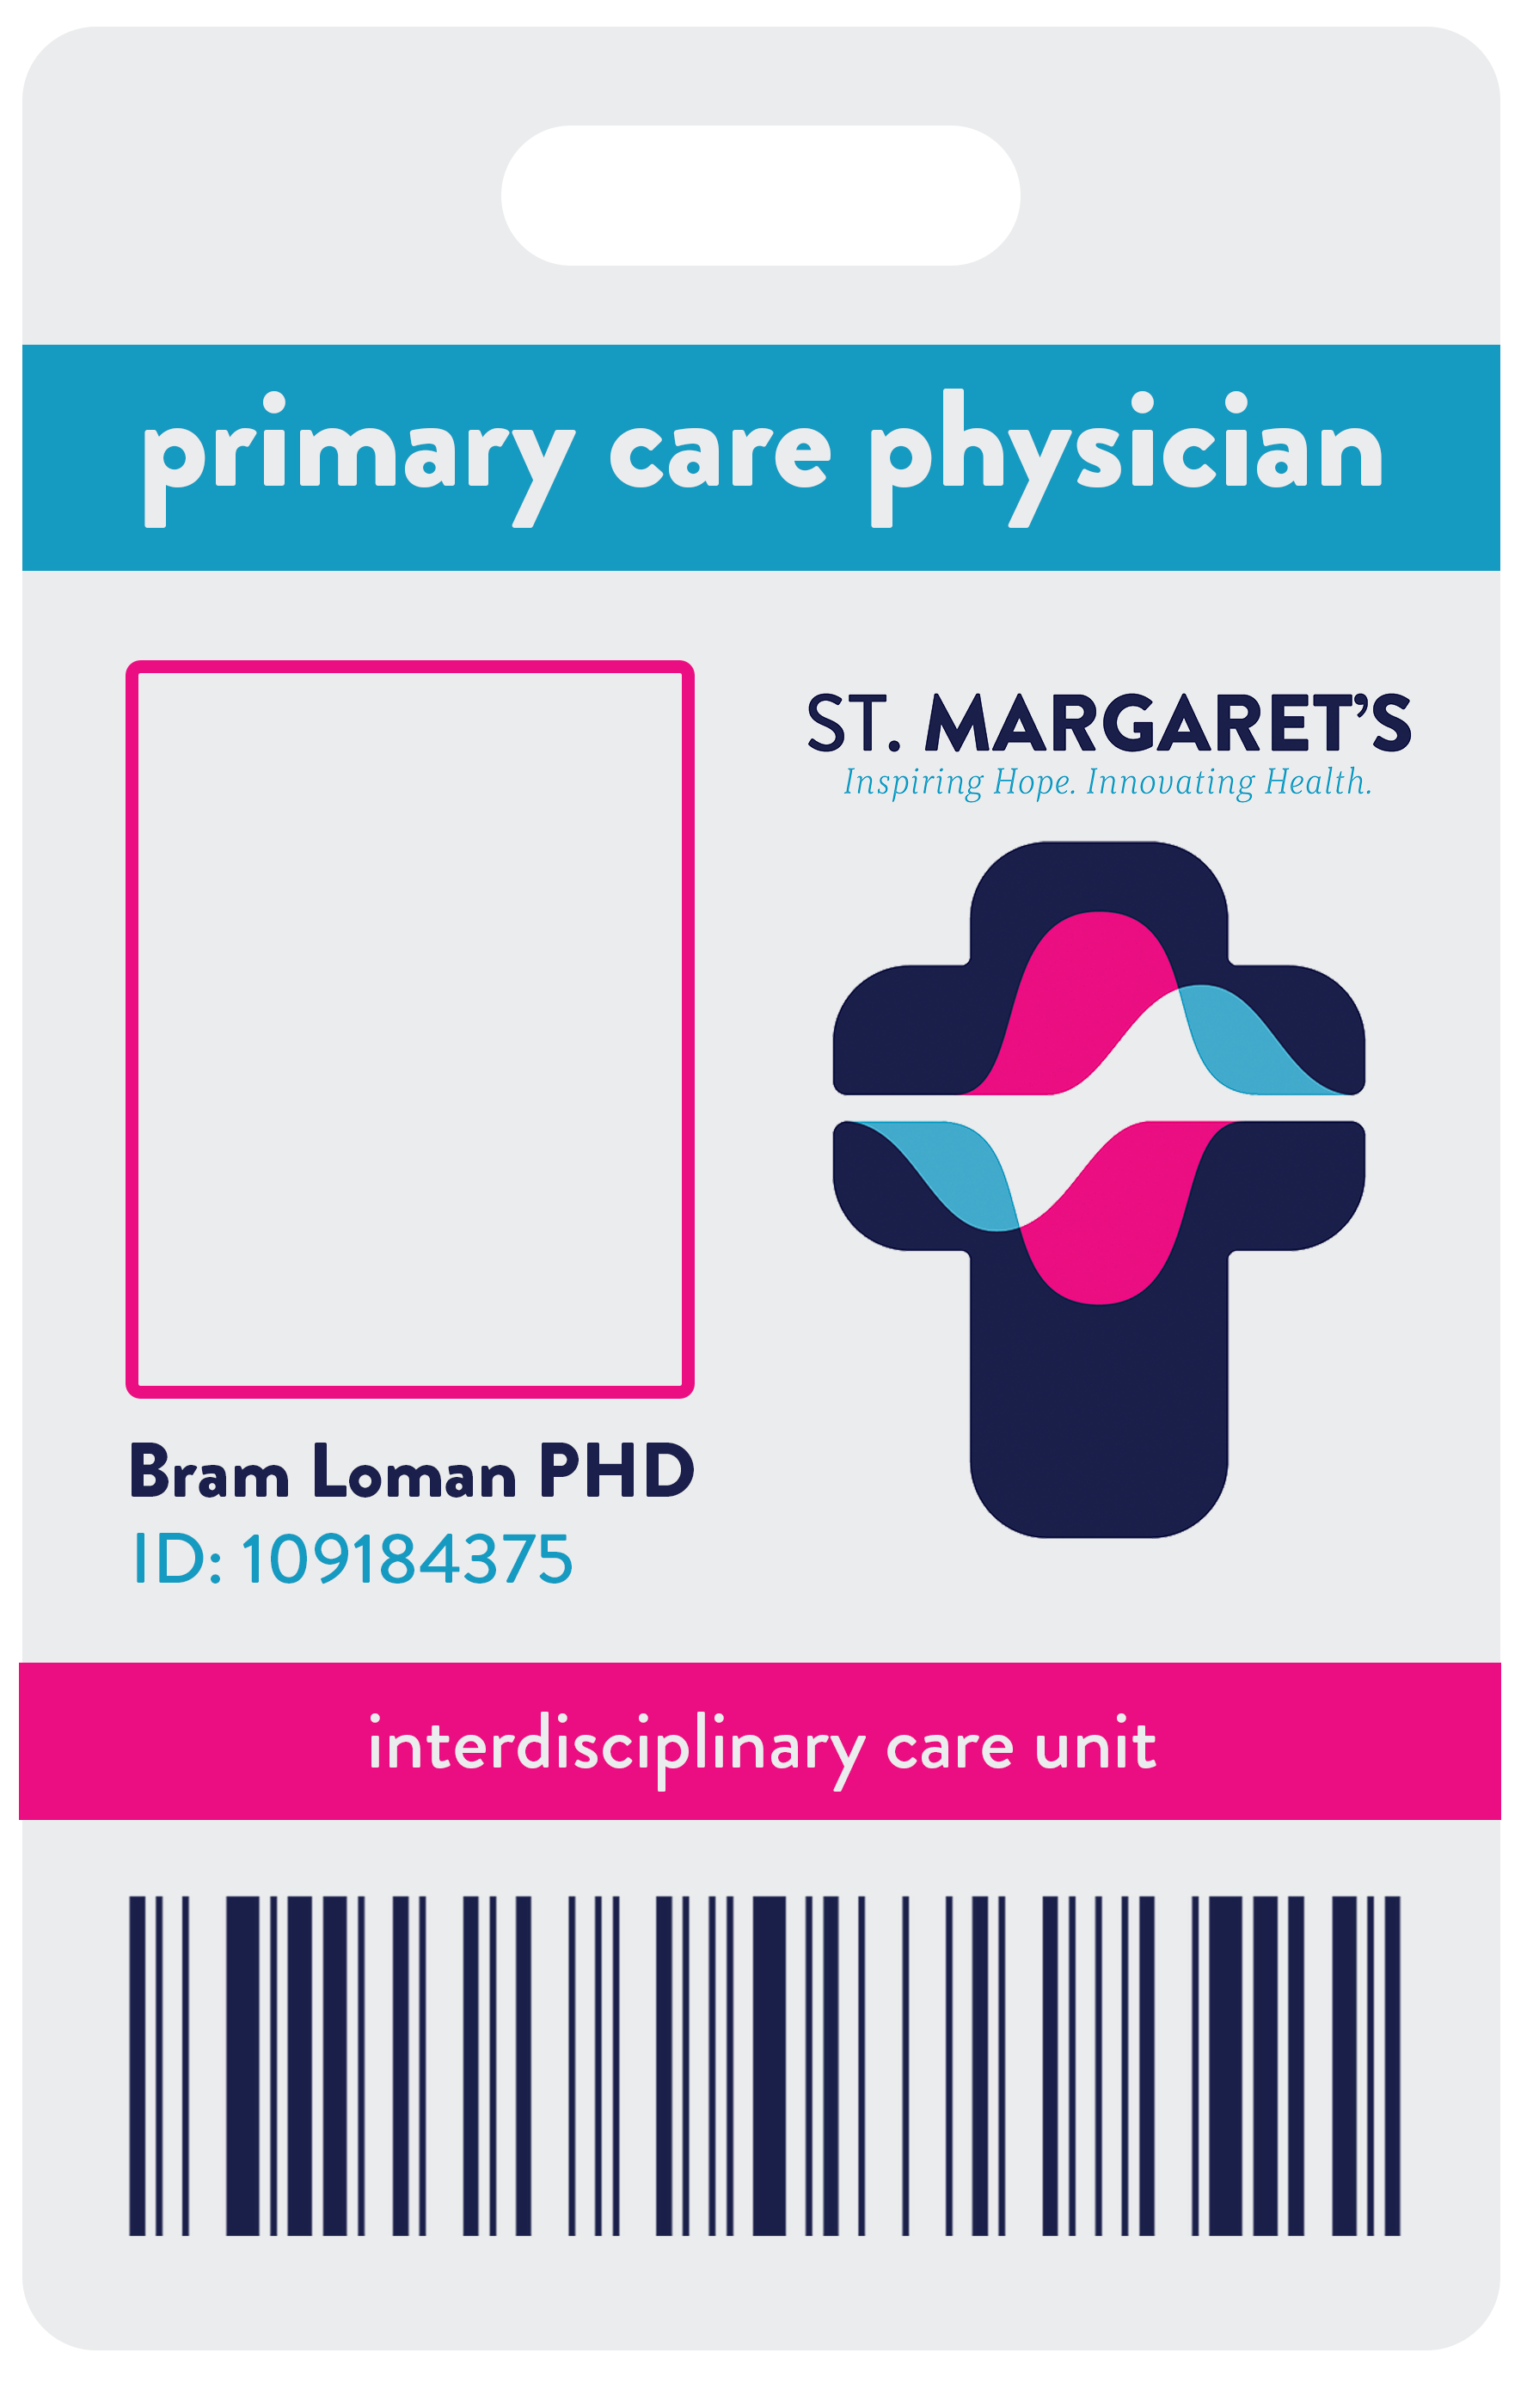 primary care physician
ST. MARGARET'S
Inspiring Hope. Innovating Health.
Bram Loman PHD
ID: 109184375
interdisciplinary care unit